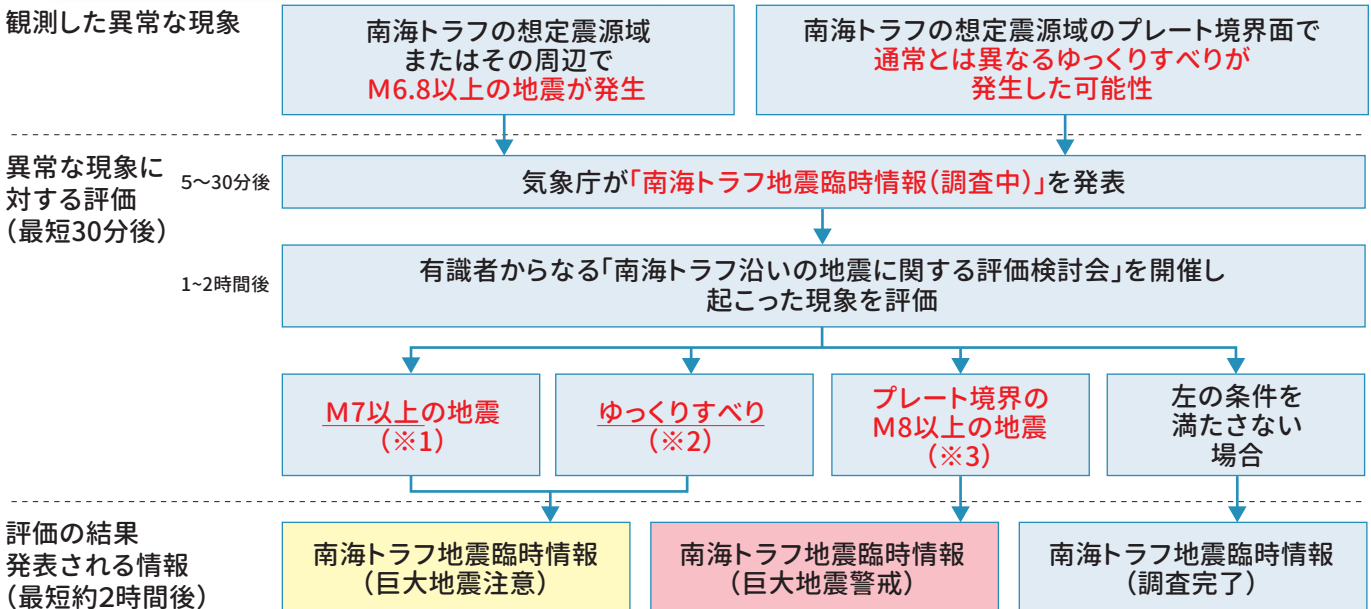 観測した異常な現象
南海トラフの想定震源域
またはその周辺で
M6.8以上の地震が発生
南海トラフの想定震源域のプレート境界面で
通常とは異なるゆっくりすべりが
発生した可能性
異常な現象に
対する評価
（最短30分後）
5～30分後
気象庁が「南海トラフ地震臨時情報（調査中）」を発表
1~2時間後
有識者からなる「南海トラフ沿いの地震に関する評価検討会」を開催し
起こった現象を評価
M7以上の地震
（※1）
ゆっくりすべり
（※2）
プレート境界の
M8以上の地震
（※3）
左の条件を
満たさない
場合
評価の結果
発表される情報
（最短約2時間後）
南海トラフ地震臨時情報
（巨大地震注意）
南海トラフ地震臨時情報
（巨大地震警戒）
南海トラフ地震臨時情報
（調査完了）